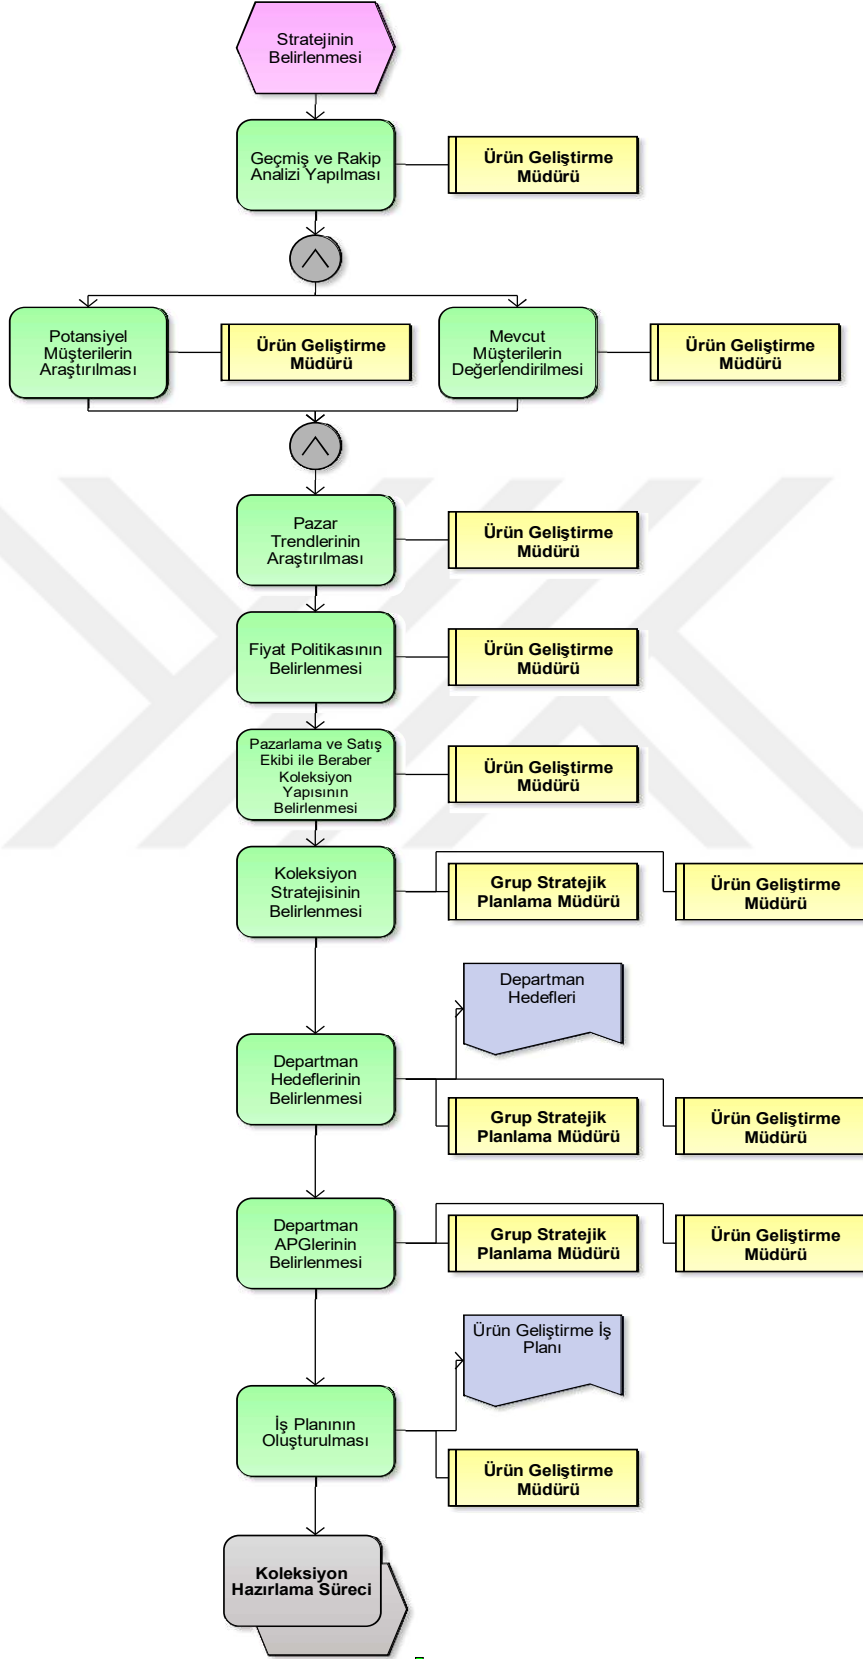 Stratejinin
Belirlenmesi
Geçmiş ve Rakip
Analizi Yapılması
Ürün Geliştirme
Müdürü
Potansiyel
Müşterilerin
Araştırılması
Ürün Geliştirme
Müdürü
Mevcut
Müşterilerin
Değerlendirilmesi
Ürün Geliştirme
Müdürü
Pazar
Trendlerinin
Araştırılması
Ürün Geliştirme
Müdürü
Fiyat Politikasının
Belirlenmesi
Ürün Geliştirme
Müdürü
Pazarlama ve Satış
Ekibi ile Beraber
Koleksiyon
Yapısının
Belirlenmesi
Ürün Geliştirme
Müdürü
Koleksiyon
Stratejisinin
Belirlenmesi
Grup Stratejik
Planlama Müdürü
Ürün Geliştirme
Müdürü
Departman
Hedefleri
Departman
Hedeflerinin
Belirlenmesi
Grup Stratejik
Planlama Müdürü
Ürün Geliştirme
Müdürü
Departman
APGlerinin
Belirlenmesi
Grup Stratejik
Planlama Müdürü
Ürün Geliştirme
Müdürü
Ürün Geliştirme İş
Planı
İş Planının
Oluşturulması
Ürün Geliştirme
Müdürü
Koleksiyon
Hazırlama Süreci